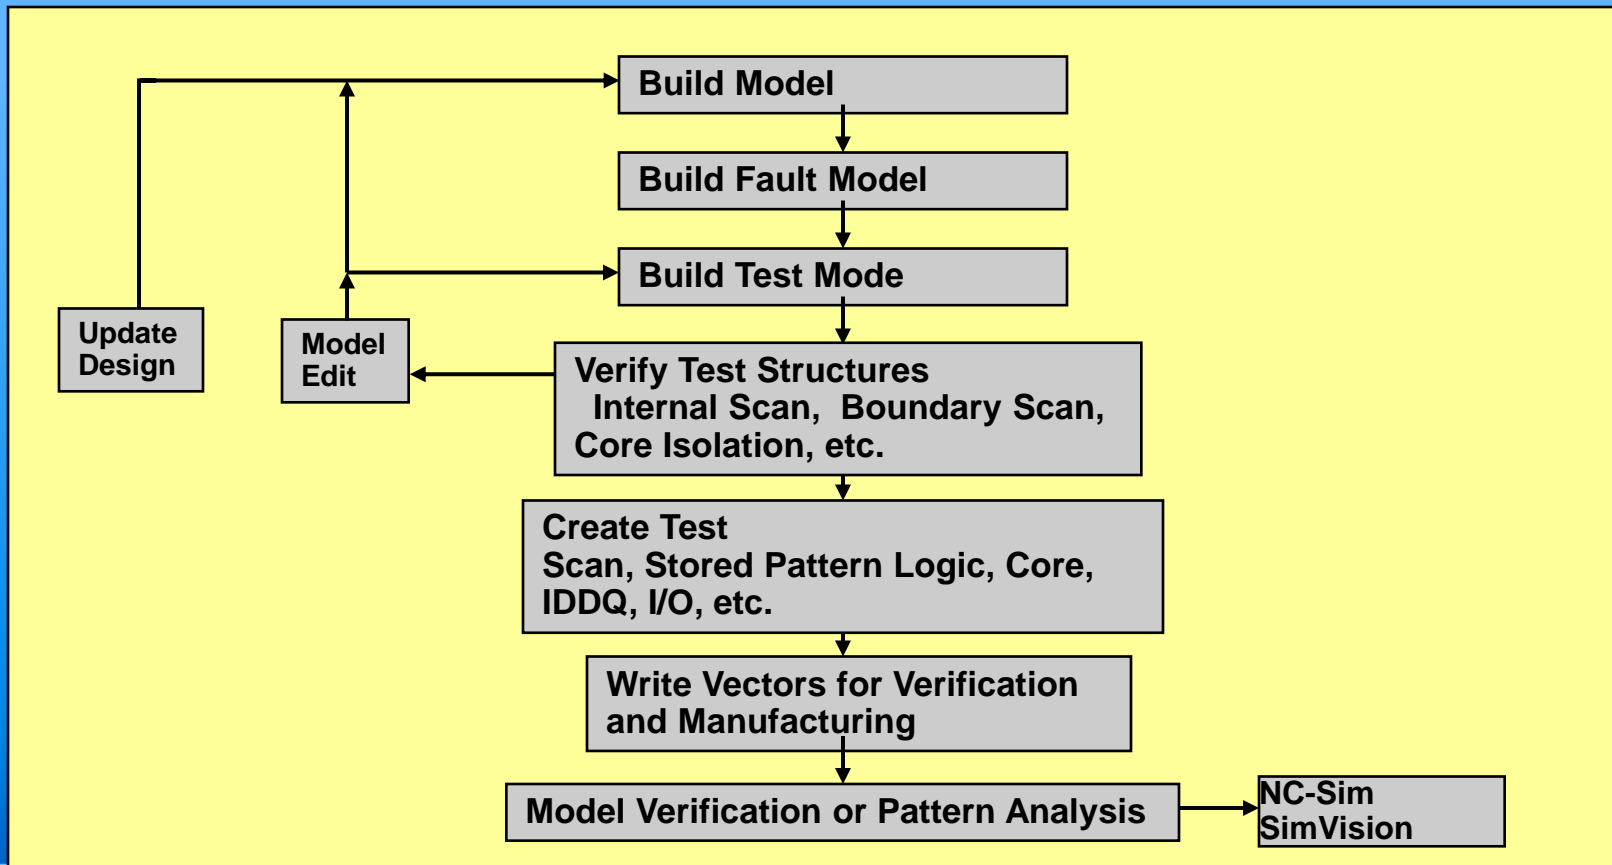 Build Model
Build Fault Model
Build Test Mode
Update
Design
Model
Edit
Verify Test Structures
Internal Scan, Boundary Scan,
Core Isolation, etc.
Create Test
Scan, Stored Pattern Logic, Core,
IDDQ, I/O, etc.
Write Vectors for Verification
and Manufacturing
Model Verification or Pattern Analysis
NC-Sim
SimVision